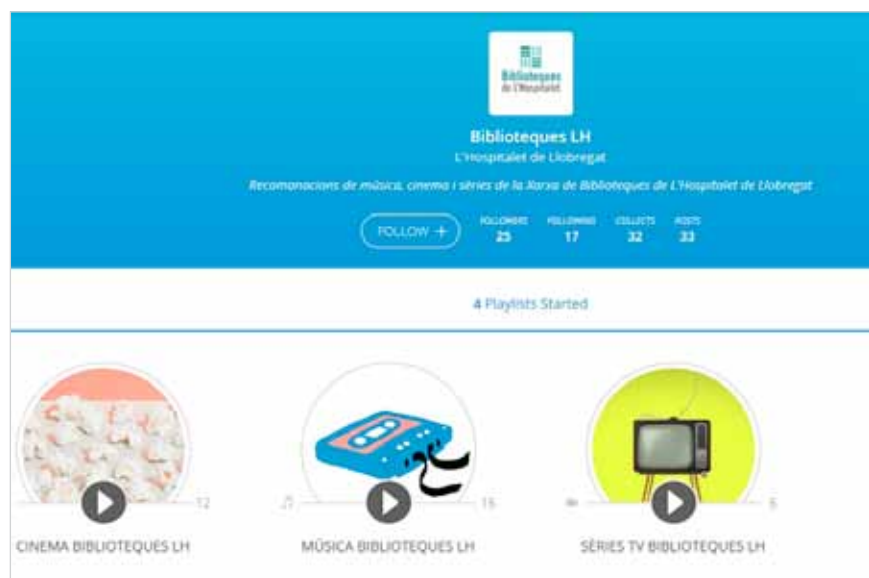 Biblioteques
de L'Hospitalet
Biblioteques LH
L'Hospitalet de Llobregat
Recomanacions de música, cinema i sèries de la Xarxa de Biblioteques de L'Hospitalet de Llobregat
FOLLOW +
FOLLOWERS FOLLOWING COLLECTS POSTS
25 17 32 33
4 Playlists Started
12 16 6
CINEMA BIBLIOTEQUES LH MÚSICA BIBLIOTEQUES LH SÈRIES TV BIBLIOTEQUES LH